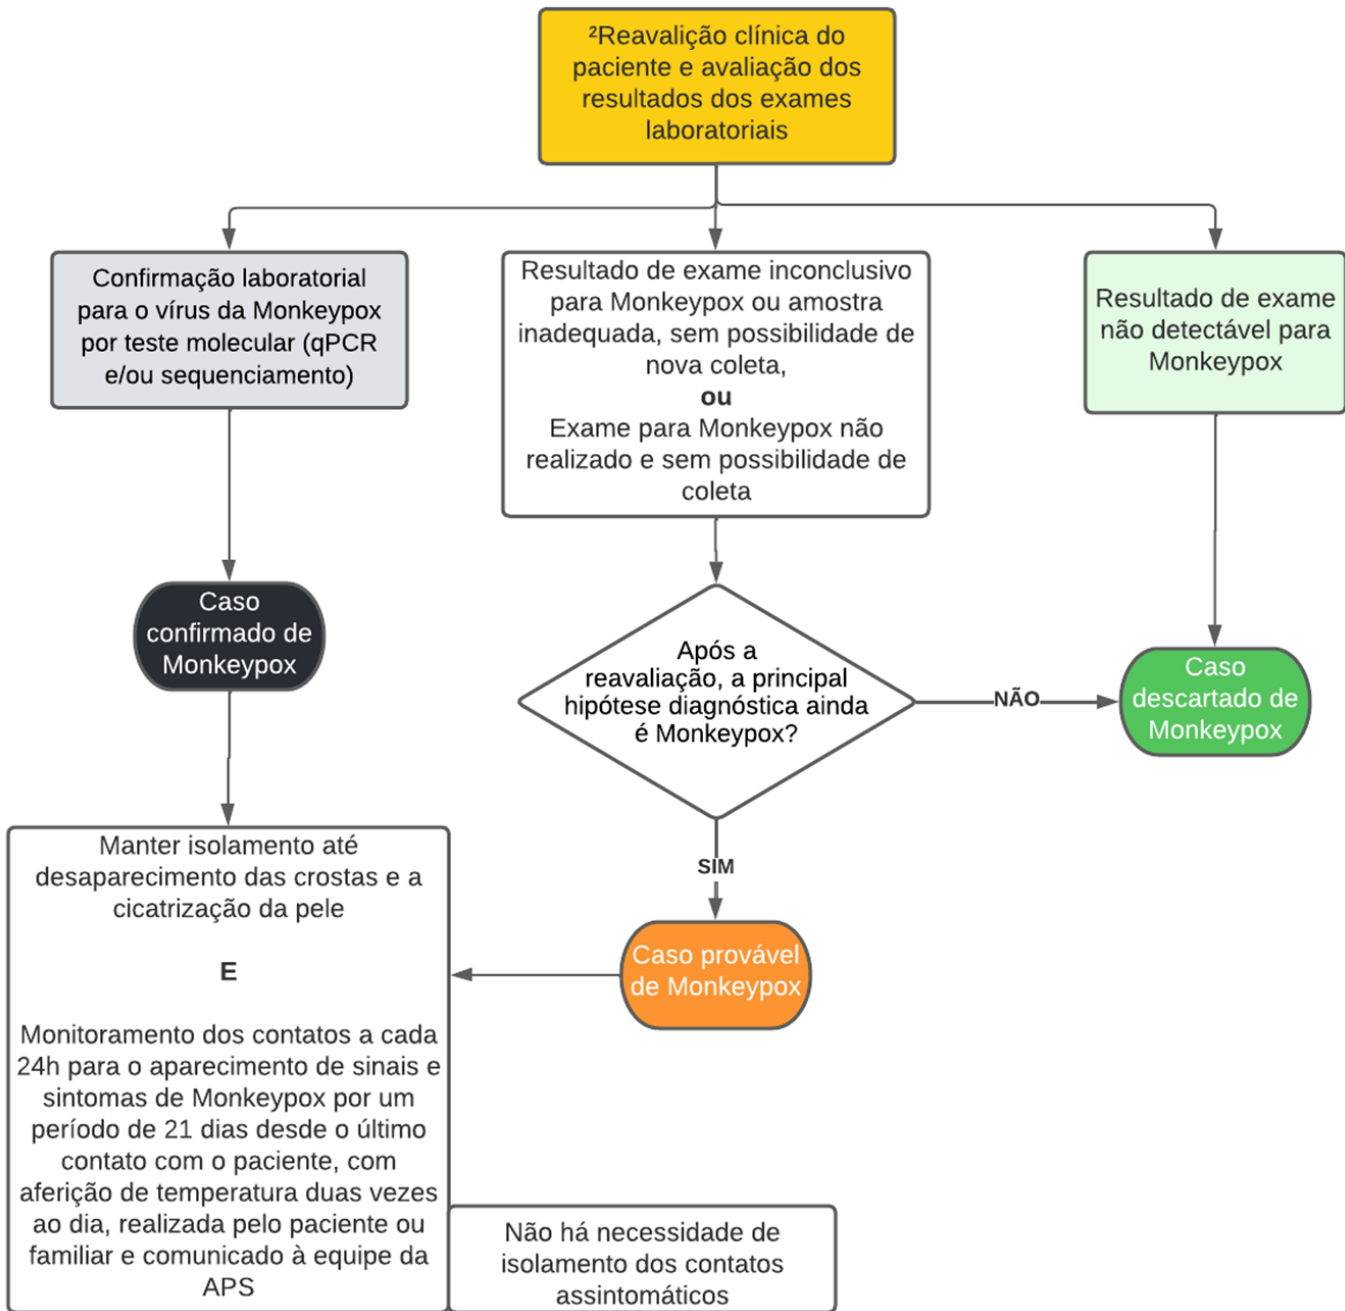 ²Reavalição clínica do
paciente e avaliação dos
resultados dos exames
laboratoriais
Confirmação laboratorial
para o vírus da Monkeypox
por teste molecular (qPCR
e/ou sequenciamento)
Resultado de exame inconclusivo
para Monkeypox ou amostra
inadequada, sem possibilidade de
nova coleta,
ou
Exame para Monkeypox não
realizado e sem possibilidade de
coleta
Resultado de exame
não detectável para
Monkeypox
Caso
confirmado de
Monkeypox
Após a
reavaliação, a principal
hipótese diagnóstica ainda
é Monkeypox?
NÃO
Caso
descartado de
Monkeypox
SIM
Caso provável
de Monkeypox
Manter isolamento até
desaparecimento das crostas e a
cicatrização da pele
E
Monitoramento dos contatos a cada
24h para o aparecimento de sinais e
sintomas de Monkeypox por um
período de 21 dias desde o último
contato com o paciente, com
aferição de temperatura duas vezes
ao dia, realizada pelo paciente ou
familiar e comunicado à equipe da
APS
Não há necessidade de
isolamento dos contatos
assintomáticos